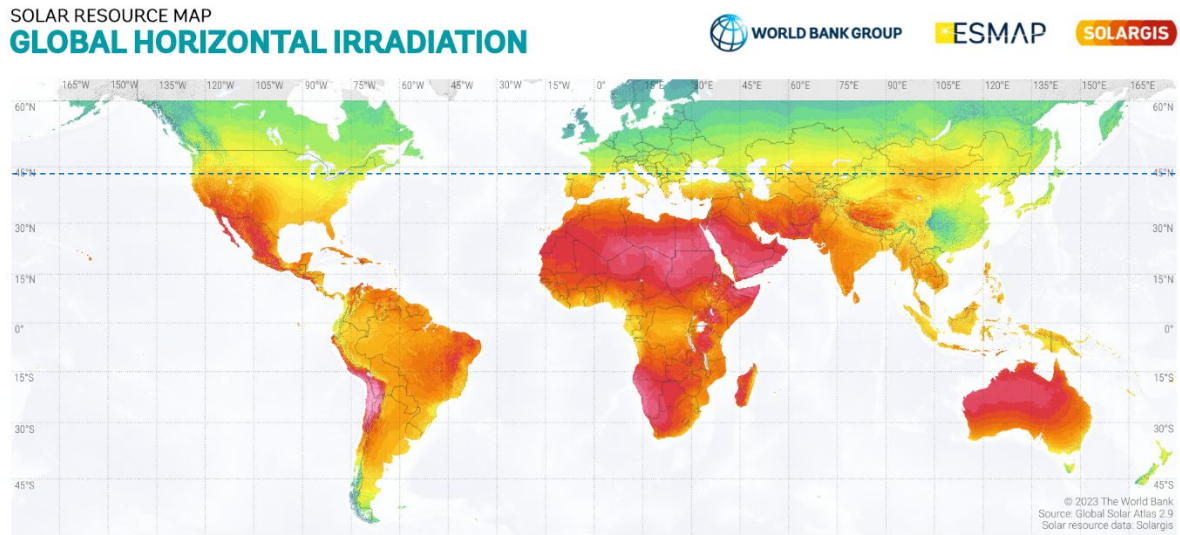 SOLAR RESOURCE MAP
GLOBAL HORIZONTAL IRRADIATION
WORLD BANK GROUP
ESMAP
SOLARGIS
165°W 150°W 135°W 120°W 105°W 90°W 75°W 60°W 45°W 30°W 15°W 0° 15°E 30°E 45°E 60°E 75°E 90°E 105°E 120°E 135°E 150°E 165°E
60°N 60°N
45°N 45°N
30°N 30°N
15°N 15°N
0° 0°
15°S 15°S
30°S 30°S
45°S 45°S
© 2023 The World Bank
Source: Global Solar Atlas 2.9
Solar resource data: Solargis